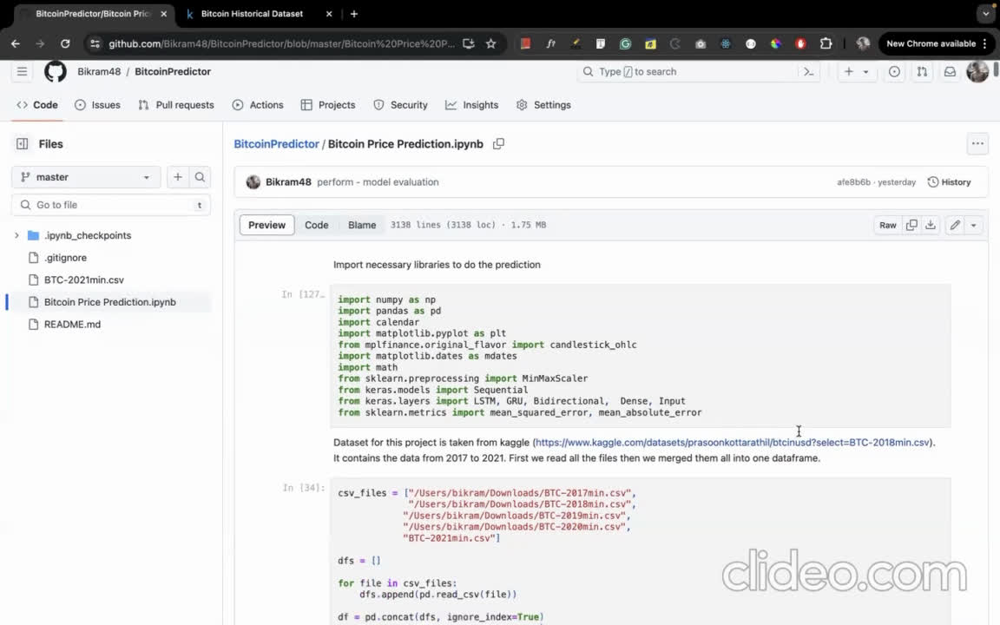 BitcoinPredictor/Bitcoin Pric
Bitcoin Historical Dataset
github.com/Bikram48/BitcoinPredictor/blob/master/Bitcoin%20Price%20P...
New Chrome available
Bikram48 / BitcoinPredictor
Type / to search
Code
Issues
Pull requests
Actions
Projects
Security
Insights
Settings
Files
master
Go to file
t
.ipynb_checkpoints
.gitignore
BTC-2021min.csv
Bitcoin Price Prediction.ipynb
README.md
BitcoinPredictor / Bitcoin Price Prediction.ipynb
Bikram48 perform - model evaluation
afe8b6b · yesterday
History
Preview
Code
Blame
3138 lines (3138 loc) · 1.75 MB
Raw
Import necessary libraries to do the prediction
In [127…
import numpy as np
import pandas as pd
import calendar
import matplotlib.pyplot as plt
from mplfinance.original_flavor import candlestick_ohlc
import matplotlib.dates as mdates
import math
from sklearn.preprocessing import MinMaxScaler
from keras.models import Sequential
from keras.layers import LSTM, GRU, Bidirectional,  Dense, Input
from sklearn.metrics import mean_squared_error, mean_absolute_error
Dataset for this project is taken from kaggle (https://www.kaggle.com/datasets/prasoonkottarathil/btcinusd?select=BTC-2018min.csv).
It contains the data from 2017 to 2021. First we read all the files then we merged them all into one dataframe.
In [34]:
csv_files = ["/Users/bikram/Downloads/BTC-2017min.csv",
"/Users/bikram/Downloads/BTC-2018min.csv",
"/Users/bikram/Downloads/BTC-2019min.csv",
"/Users/bikram/Downloads/BTC-2020min.csv",
"BTC-2021min.csv"]
dfs = []
for file in csv_files:
dfs.append(pd.read_csv(file))
df = pd.concat(dfs, ignore_index=True)
clideo.com